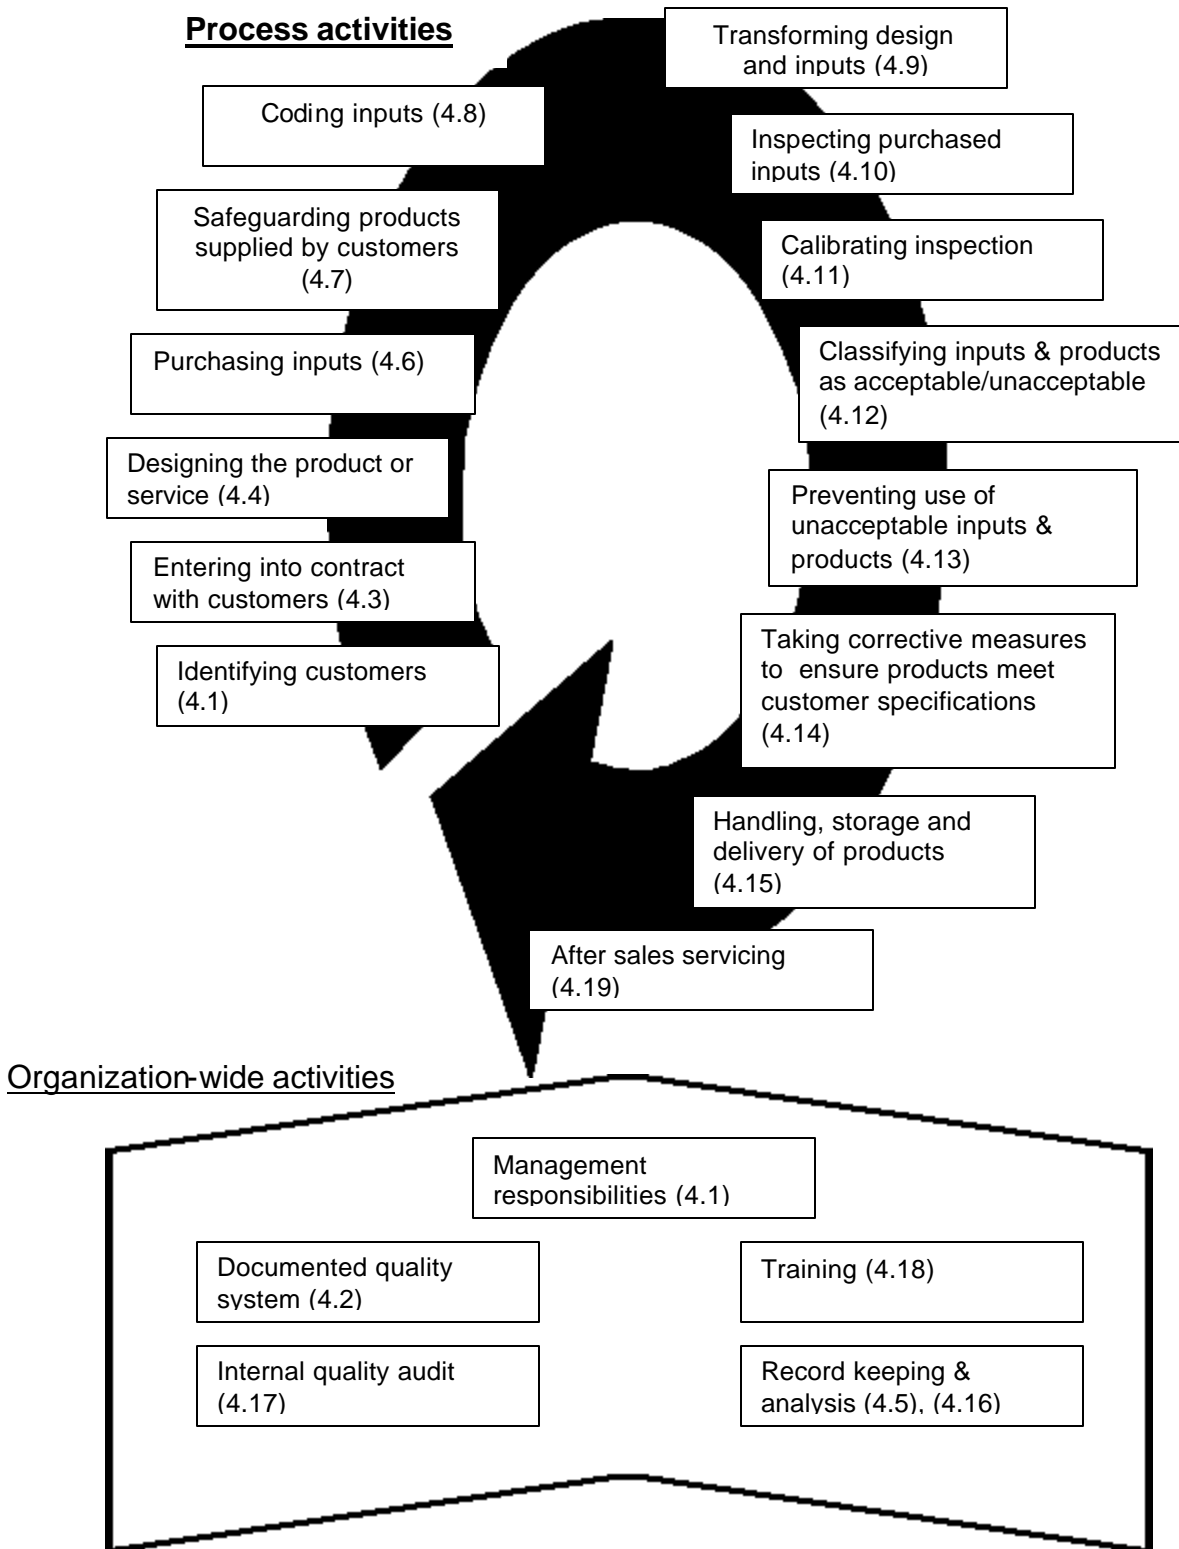 Process activities
Transforming design
and inputs (4.9)
Coding inputs (4.8)
Inspecting purchased
inputs (4.10)
Safeguarding products
supplied by customers
(4.7)
Calibrating inspection
(4.11)
Purchasing inputs (4.6)
Classifying inputs & products
as acceptable/unacceptable
(4.12)
Designing the product or
service (4.4)
Preventing use of
unacceptable inputs &
products (4.13)
Entering into contract
with customers (4.3)
Taking corrective measures
to ensure products meet
customer specifications
(4.14)
Identifying customers
(4.1)
Handling, storage and
delivery of products
(4.15)
After sales servicing
(4.19)
Organization-wide activities
Management
responsibilities (4.1)
Documented quality
system (4.2)
Training (4.18)
Internal quality audit
(4.17)
Record keeping &
analysis (4.5), (4.16)